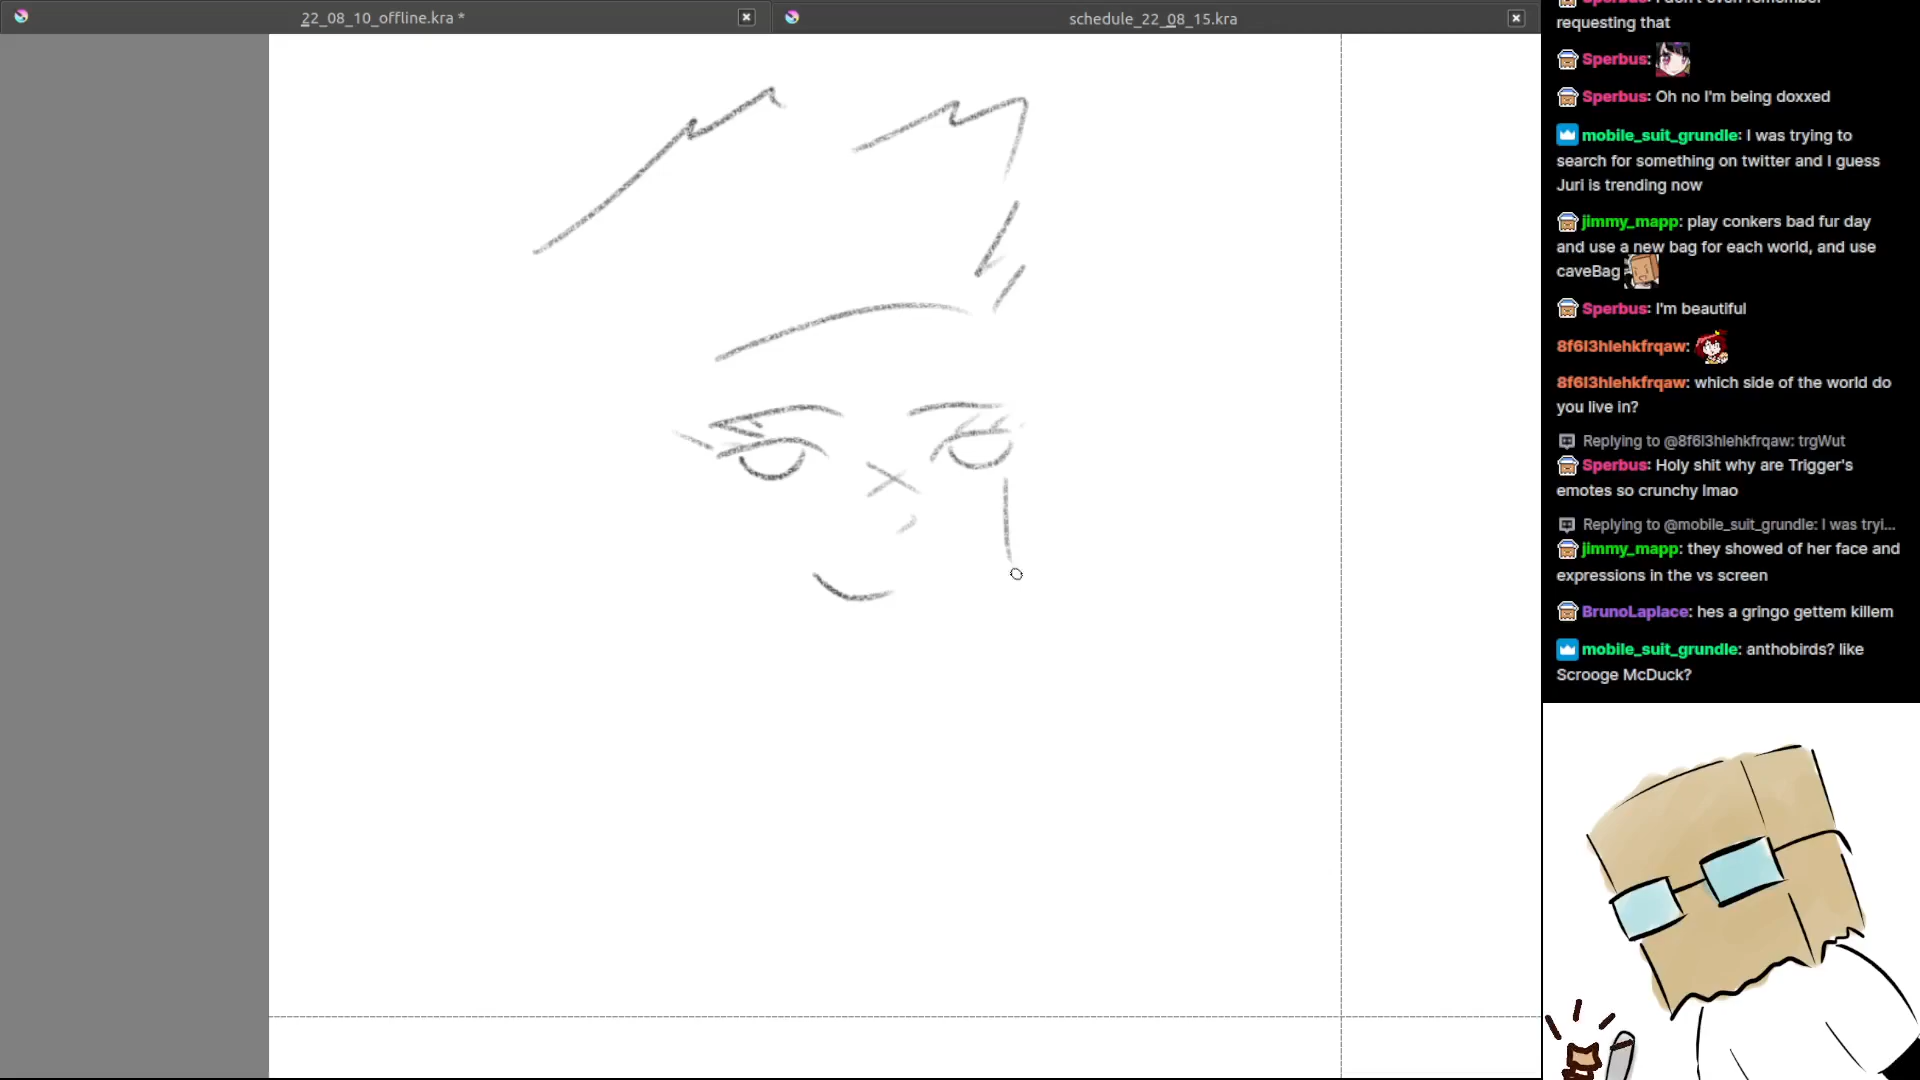 22_08_10_offline.kra *
schedule_22_08_15.kra
requesting that
Sperbus:
Sperbus: Oh no I'm being doxxed
mobile_suit_grundle: I was trying to
search for something on twitter and I guess
Juri is trending now
jimmy_mapp: play conkers bad fur day
and use a new bag for each world, and use
caveBag
Sperbus: I'm beautiful
8f6l3hlehkfrqaw:
8f6l3hlehkfrqaw: which side of the world do
you live in?
Replying to @8f6l3hlehkfrqaw: trgWut
Sperbus: Holy shit why are Trigger's
emotes so crunchy lmao
Replying to @mobile_suit_grundle: I was tryi...
jimmy_mapp: they showed of her face and
expressions in the vs screen
BrunoLaplace: hes a gringo gettem killem
mobile_suit_grundle: anthobirds? like
Scrooge McDuck?